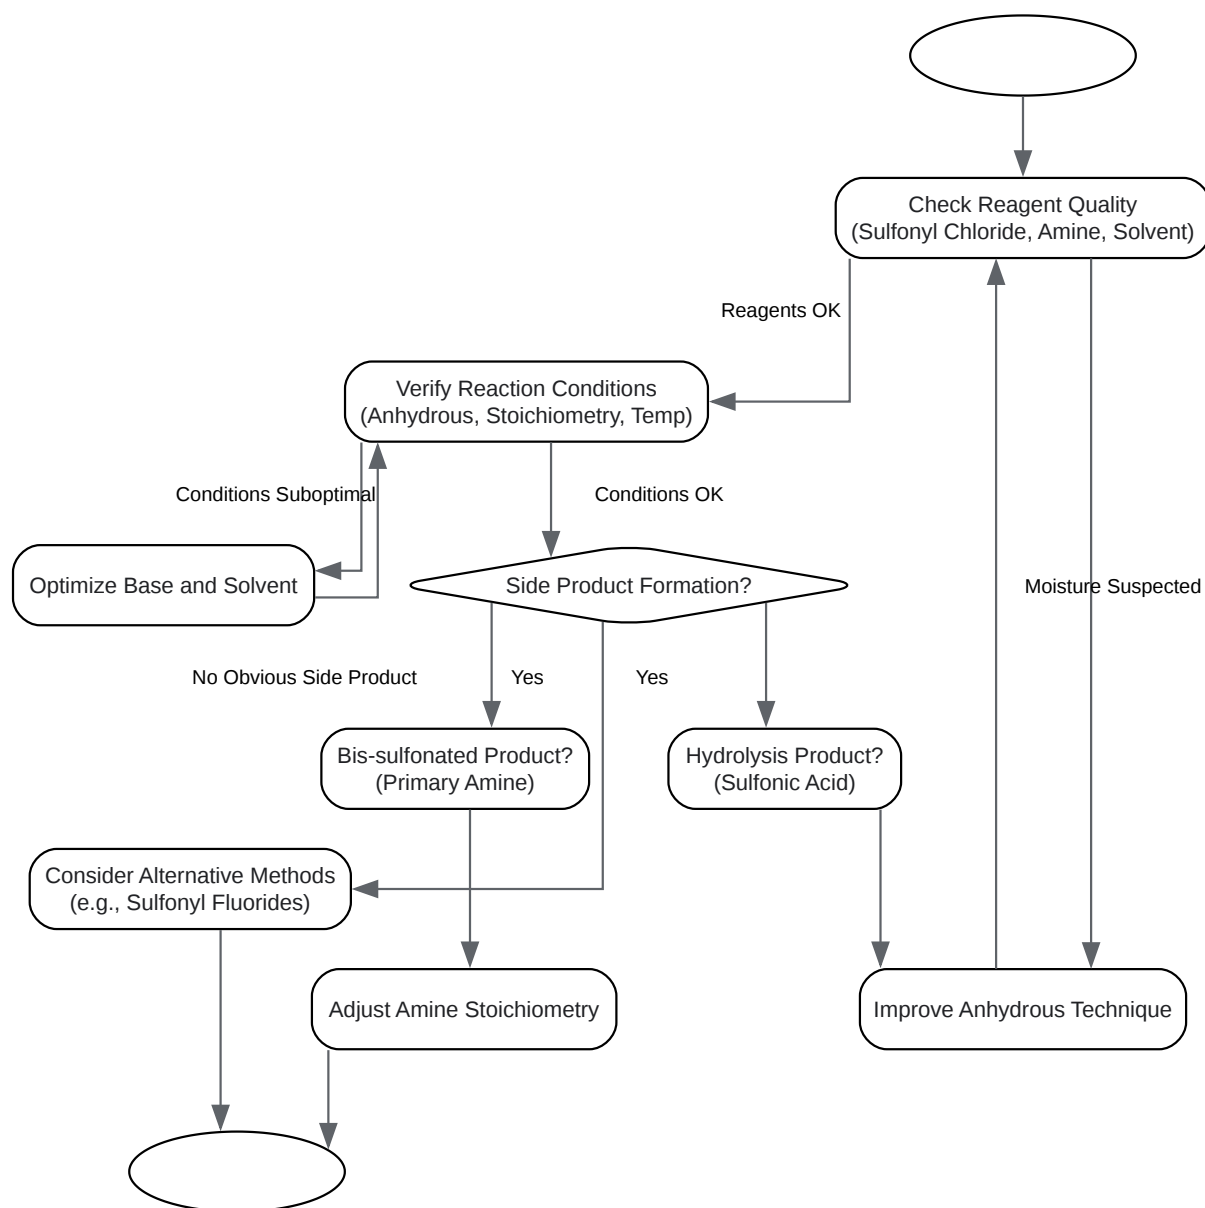 Check Reagent Quality
(Sulfonyl Chloride, Amine, Solvent)
Reagents OK
Verify Reaction Conditions
(Anhydrous, Stoichiometry, Temp)
Conditions Suboptimal
Conditions OK
Optimize Base and Solvent
Side Product Formation?
Moisture Suspected
No Obvious Side Product
Yes
Yes
Bis-sulfonated Product?
(Primary Amine)
Hydrolysis Product?
(Sulfonic Acid)
Consider Alternative Methods
(e.g., Sulfonyl Fluorides)
Adjust Amine Stoichiometry
Improve Anhydrous Technique